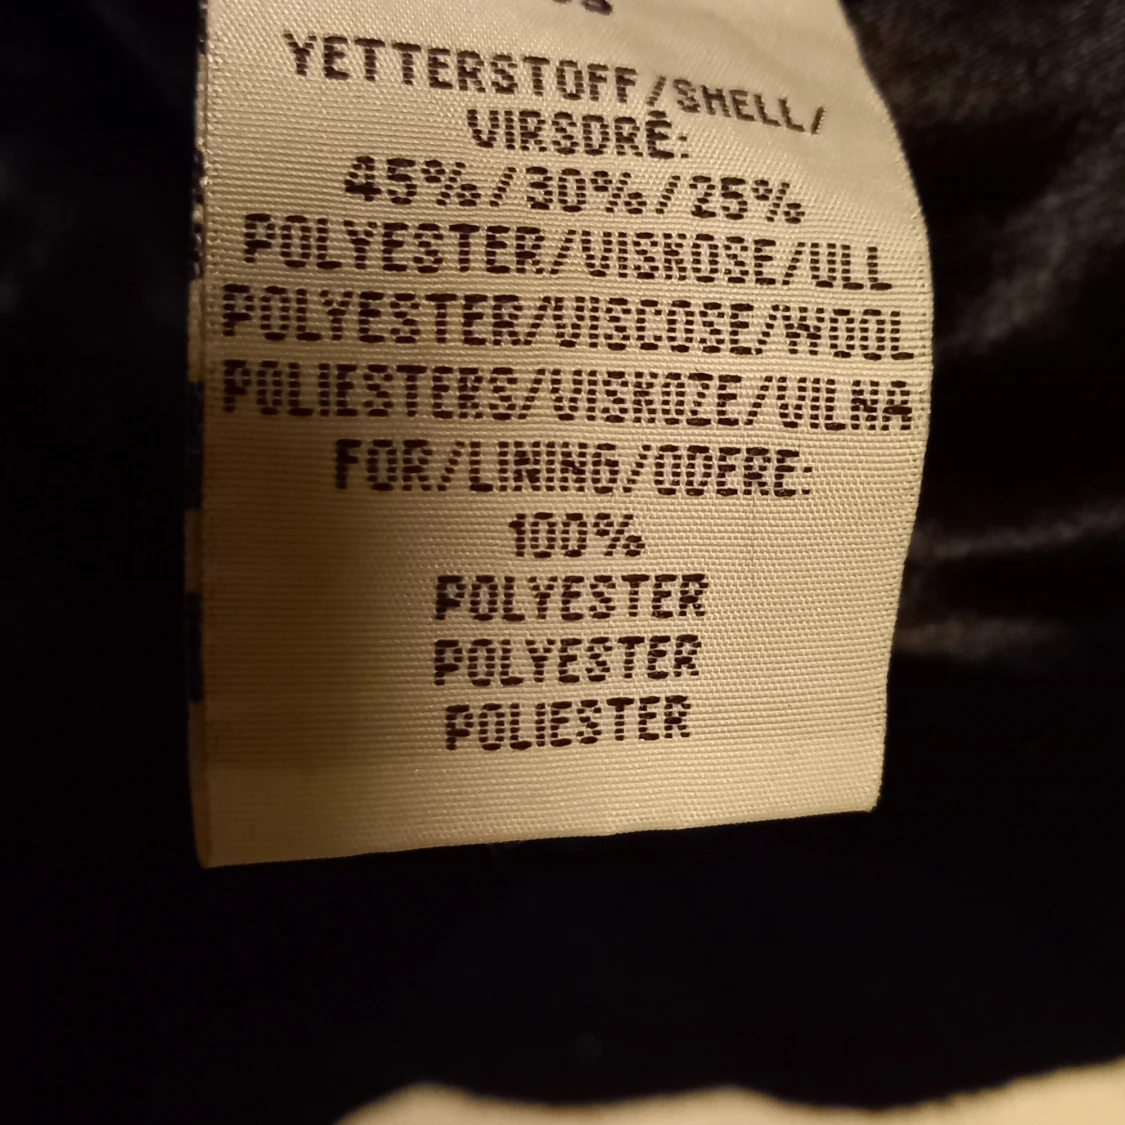 YETTERSTOFF/SHELL/
VIRSDRĒ:
45%/30%/25%
POLYESTER/VISKOSE/ULL
POLYESTER/VISCOSE/WOOL
POLIESTERS/VISKOZE/VILNA
FOR/LINING/ODERE:
100%
POLYESTER
POLYESTER
POLIESTER